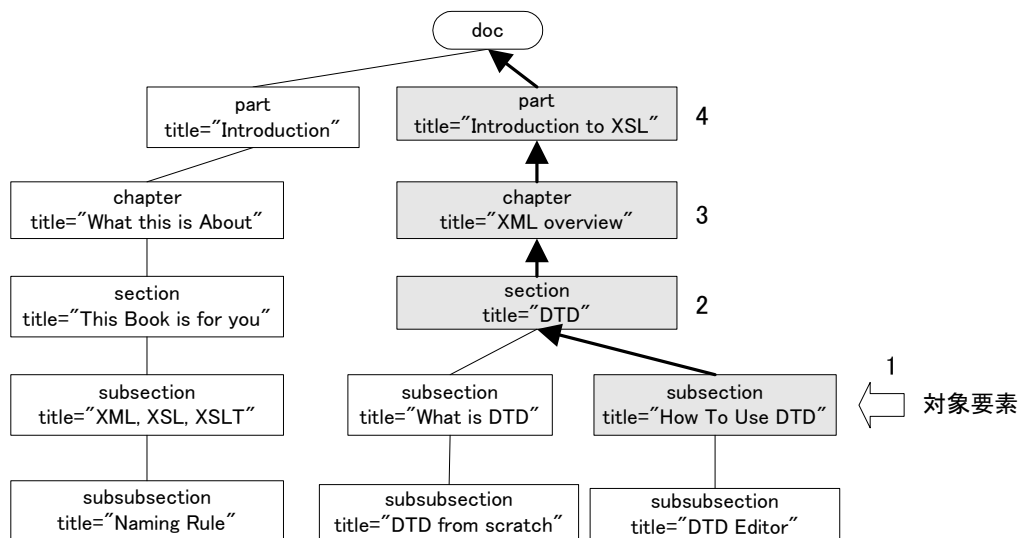 doc
part
title="Introduction"
part
title="Introduction to XSL"
4
chapter
title="What this is About"
chapter
title="XML overview"
3
section
title="This Book is for you"
section
title="DTD"
2
subsection
title="XML, XSL, XSLT"
subsection
title="What is DTD"
subsection
title="How To Use DTD"
1
対象要素
subsubsection
title="Naming Rule"
subsubsection
title="DTD from scratch"
subsubsection
title="DTD Editor"